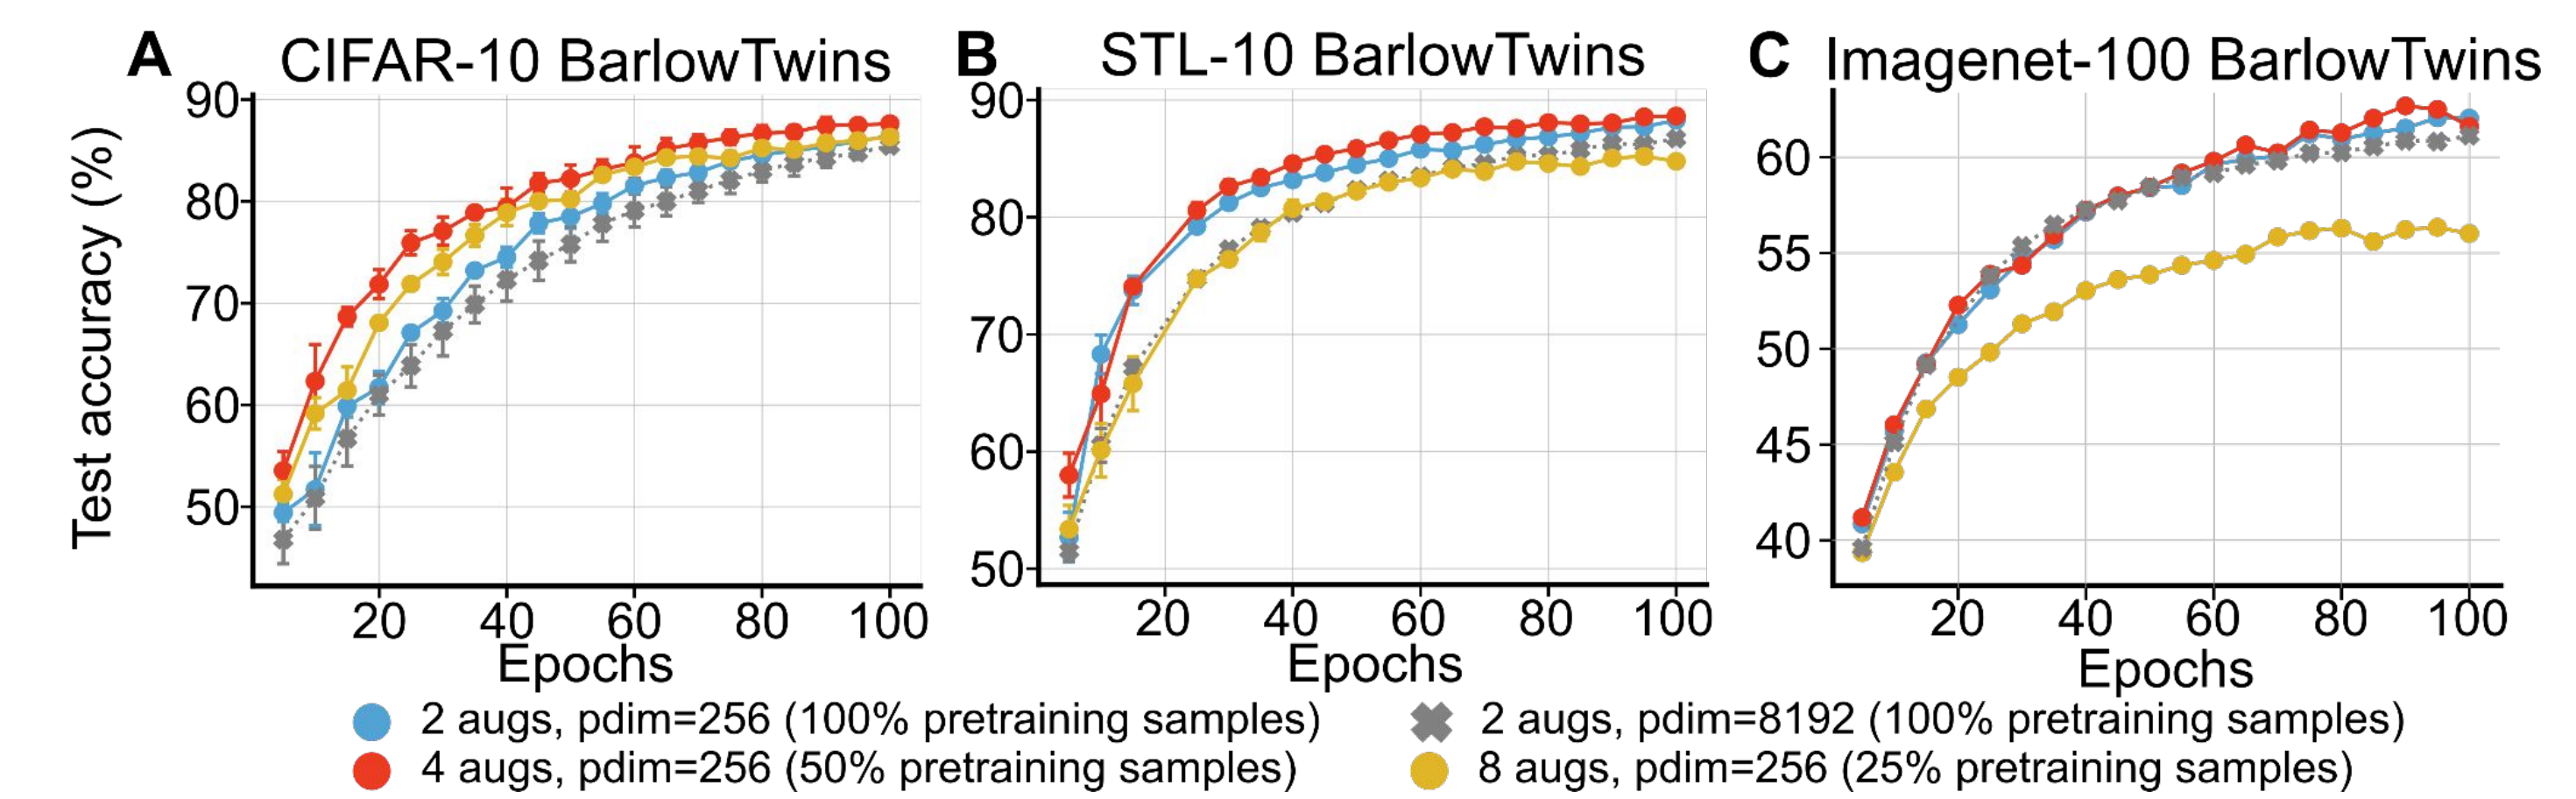 A CIFAR-10 BarlowTwins
B STL-10 BarlowTwins
C Imagenet-100 BarlowTwins
Test accuracy (%)
90
80
70
60
50
20 40 60 80 100
Epochs
90
80
70
60
50
20 40 60 80 100
Epochs
60
55
50
45
40
20 40 60 80 100
Epochs
2 augs, pdim=256 (100% pretraining samples)
2 augs, pdim=8192 (100% pretraining samples)
4 augs, pdim=256 (50% pretraining samples)
8 augs, pdim=256 (25% pretraining samples)